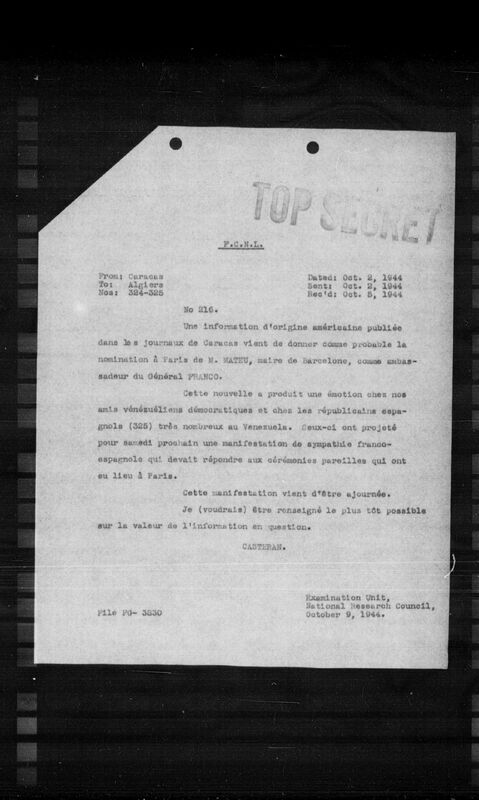 TOP SECRET
F.C.N.L.
From: Caracas
To: Algiers
Nos: 324-325
Dated: Oct. 2, 1944
Sent: Oct. 2, 1944
Rec'd: Oct. 5, 1944
No 216.
Une information d'origine américaine publiée
dans les journaux de Caracas vient de donner comme probable la
nomination à Paris de M. MATEU, maire de Barcelone, comme ambas-
sadeur du Général FRANCO.
Cette nouvelle a produit une émotion chez nos
amis vénézuéliens démocratiques et chez les républicains espa-
gnols (325) très nombreux au Venezuela. Ceux-ci ont projeté
pour samedi prochain une manifestation de sympathie franco-
espagnole qui devait répondre aux cérémonies pareilles qui ont
eu lieu à Paris.
Cette manifestation vient d'être ajournée.
Je (voudrais) être renseigné le plus tôt possible
sur la valeur de l'information en question.
CASTERAN.
Examination Unit,
National Research Council,
October 9, 1944.
File FG- 3830